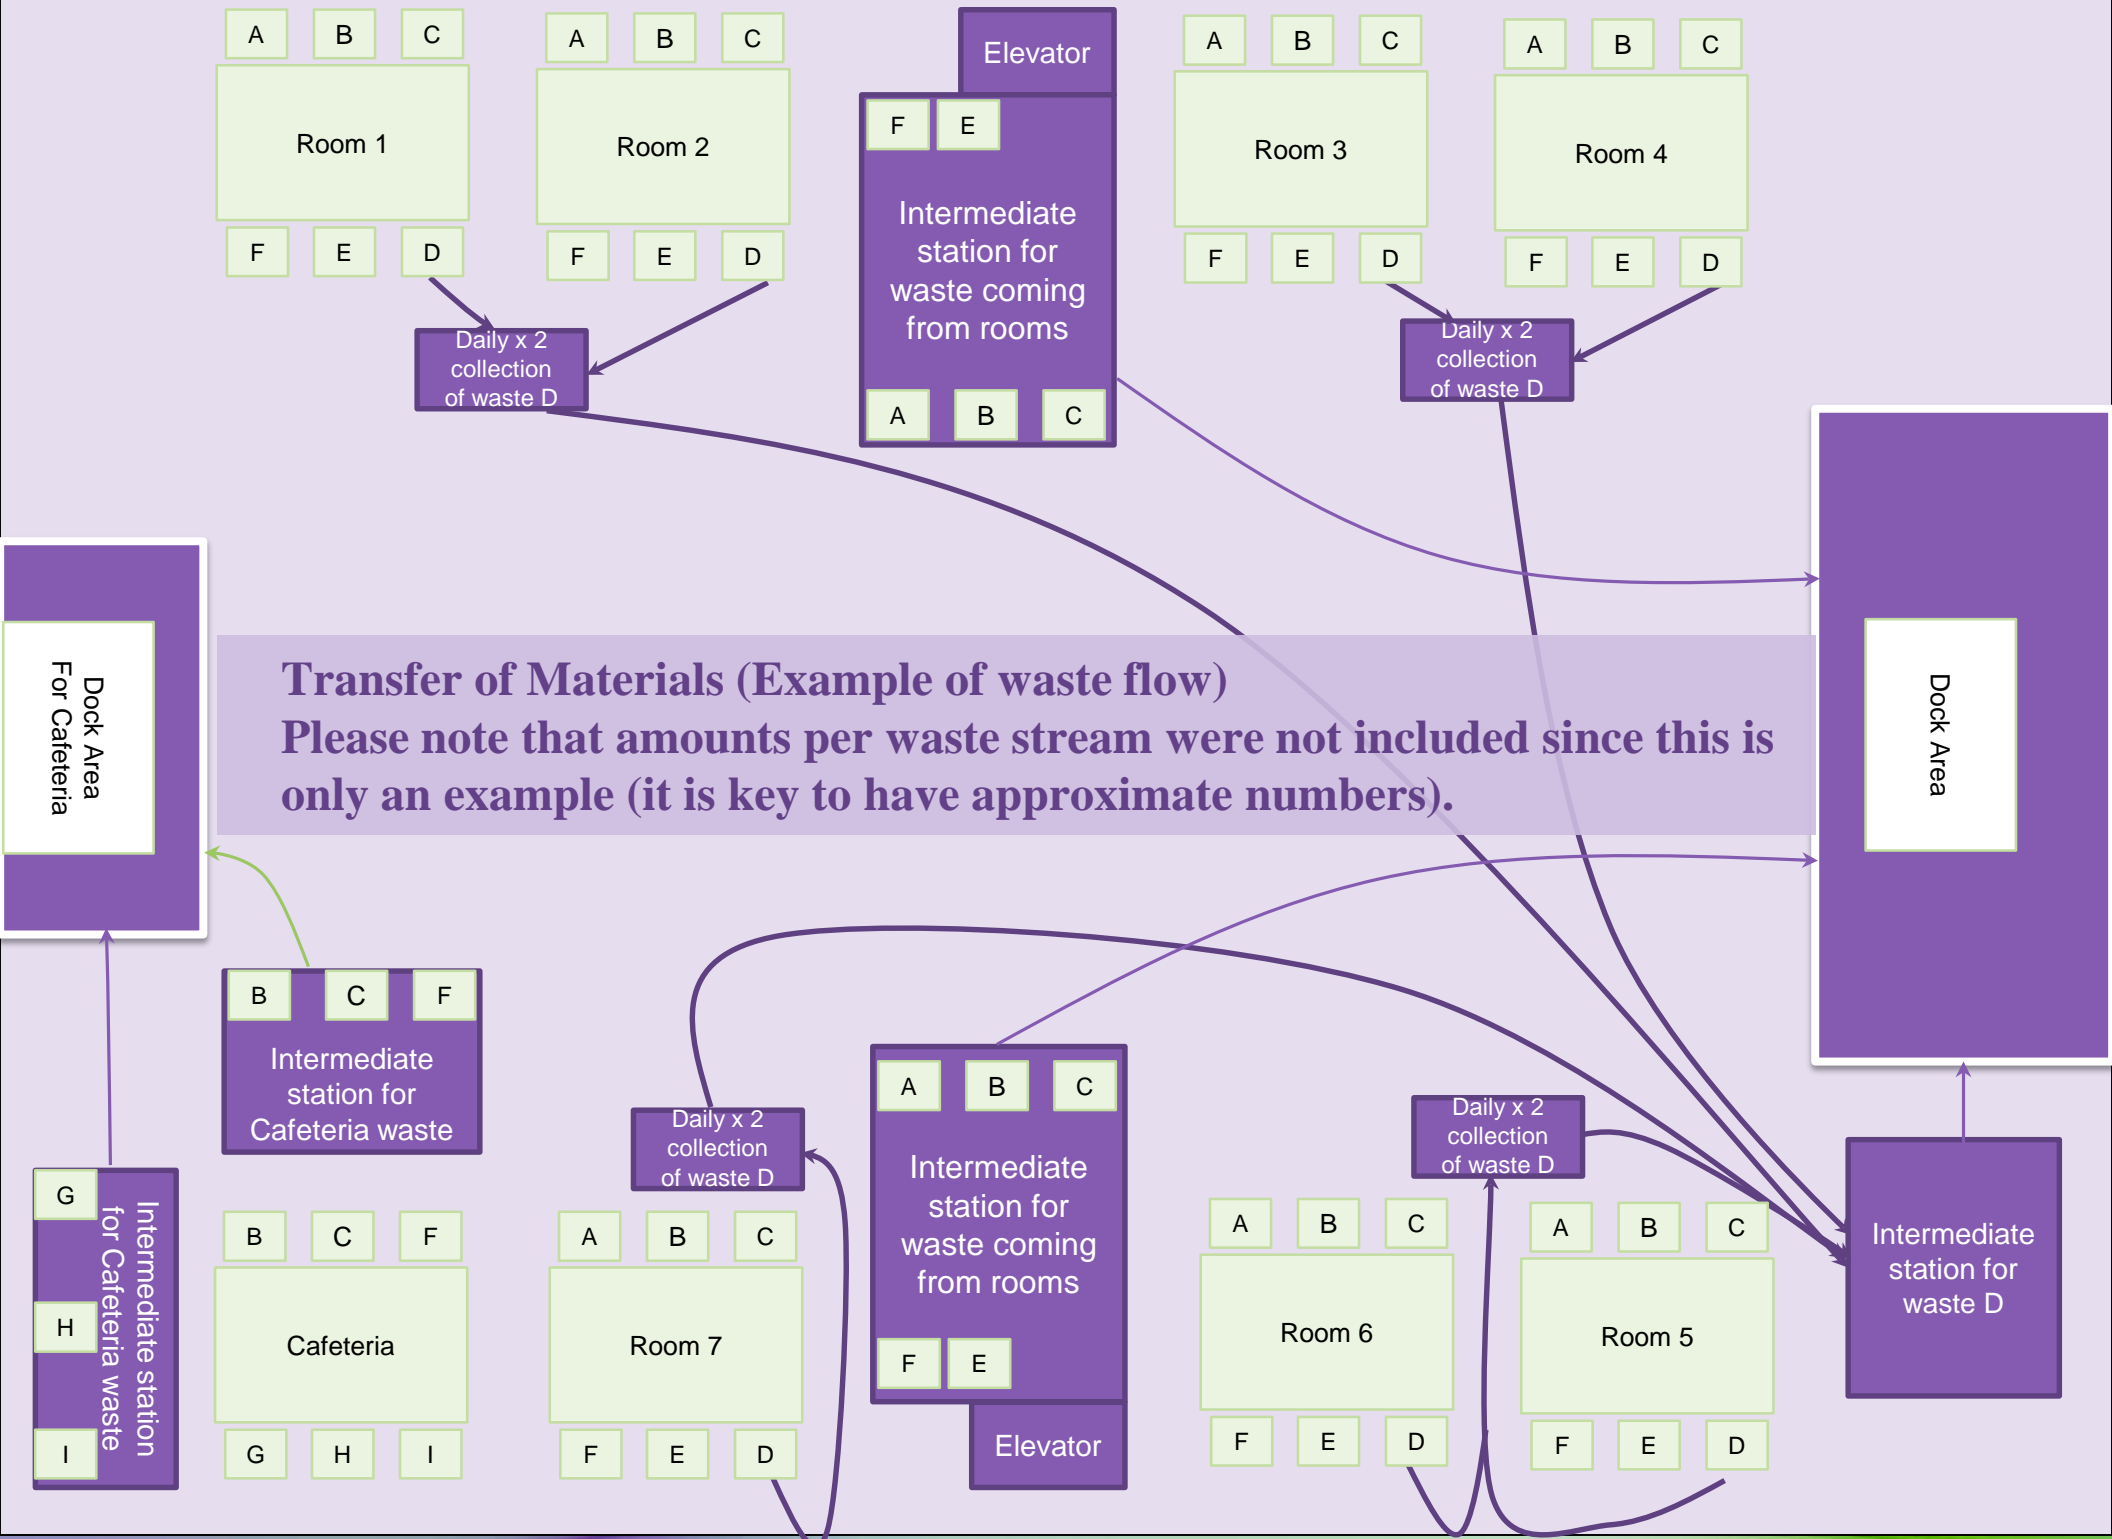 A B C
Room 1
F E D
A B C
Room 2
F E D
Daily x 2
collection
of waste D
Elevator
F E
Intermediate
station for
waste coming
from rooms
A B C
A B C
Room 3
F E D
A B C
Room 4
F E D
Daily x 2
collection
of waste D
Dock Area
For Cafeteria
Transfer of Materials (Example of waste flow)
Please note that amounts per waste stream were not included since this is
only an example (it is key to have approximate numbers).
Dock Area
B C F
Intermediate
station for
Cafeteria waste
G
H
I
Intermediate station
for Cafeteria waste
B C F
Cafeteria
G H I
Daily x 2
collection
of waste D
A B C
Room 7
F E D
A B C
Intermediate
station for
waste coming
from rooms
F E
Elevator
Daily x 2
collection
of waste D
A B C
Room 6
F E D
A B C
Room 5
F E D
Intermediate
station for
waste D